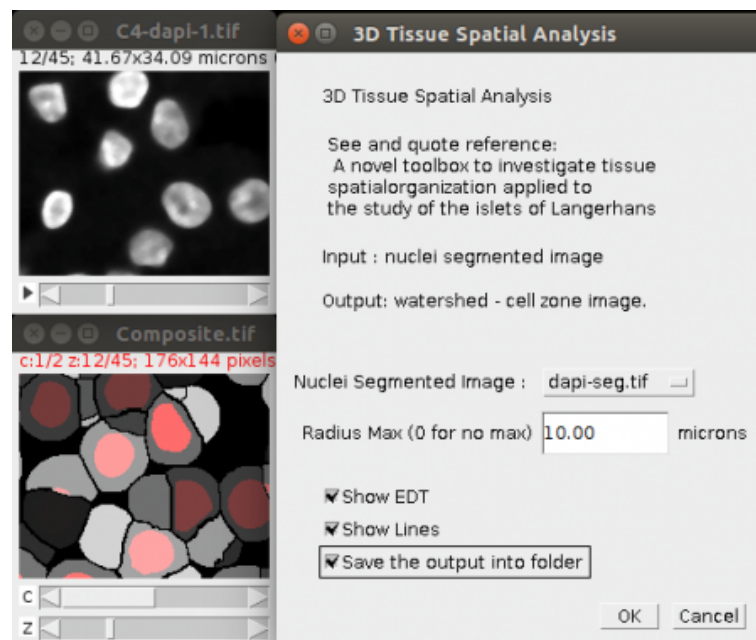 C4-dapi-1.tif
12/45; 41.67x34.09 microns
Composite.tif
c:1/2 z:12/45; 176x144 pixels
C
Z
3D Tissue Spatial Analysis
3D Tissue Spatial Analysis
See and quote reference:
A novel toolbox to investigate tissue
spatialorganization applied to
the study of the islets of Langerhans
Input : nuclei segmented image
Output: watershed - cell zone image.
Nuclei Segmented Image : dapi-seg.tif
Radius Max (0 for no max) 10.00 microns
Show EDT
Show Lines
Save the output into folder
OK Cancel